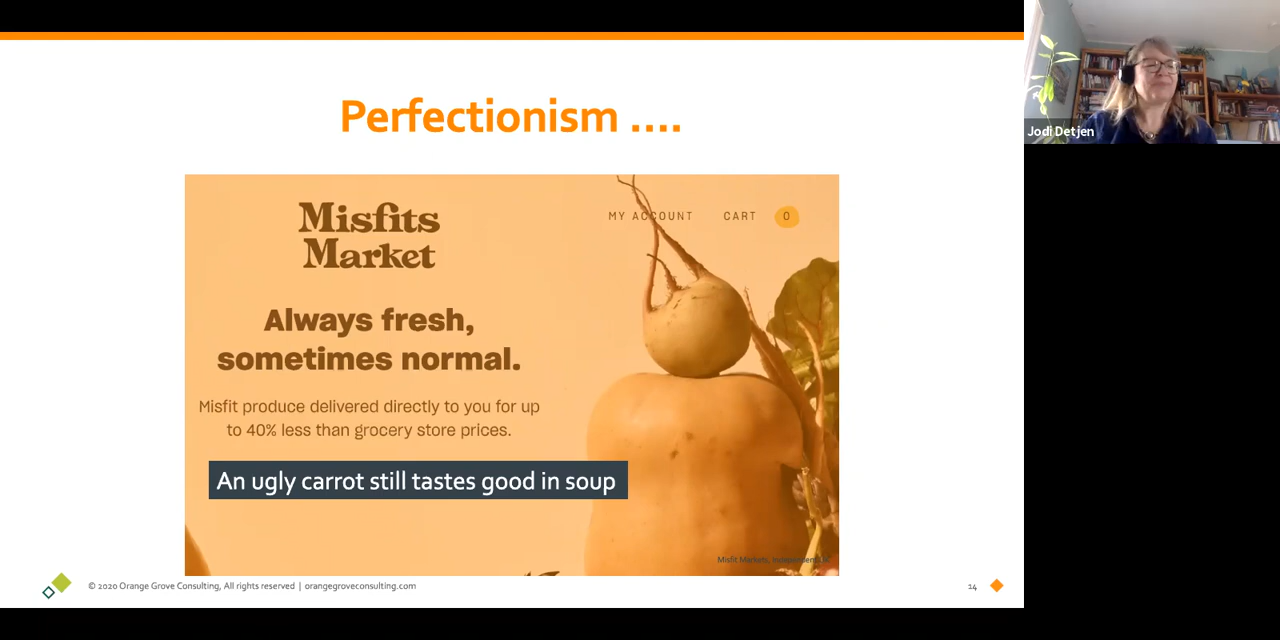 Perfectionism ....
Misfits
Market
MY ACCOUNT CART 0
Always fresh,
sometimes normal.
Misfit produce delivered directly to you for up
to 40% less than grocery store prices.
An ugly carrot still tastes good in soup
Misfit Markets,
© 2020 Orange Grove Consulting, All rights reserved | orangegroveconsulting.com
14
Jodi Detjen